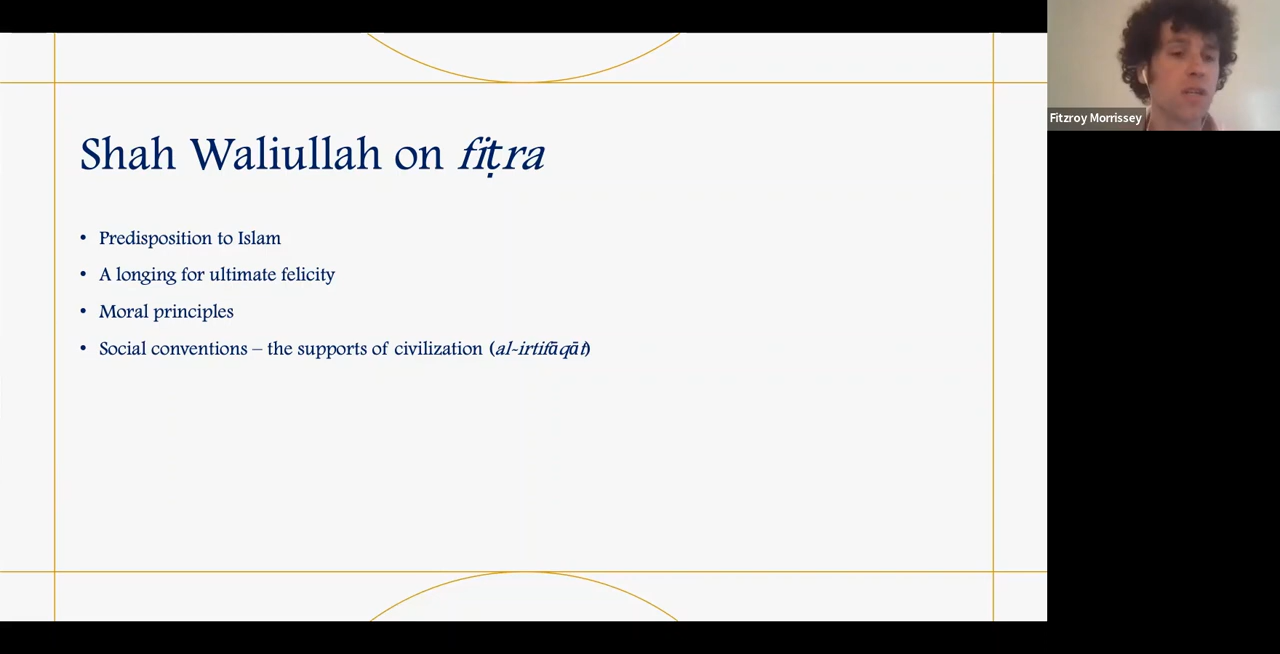 Shah Waliullah on fiṭra
• Predisposition to Islam
• A longing for ultimate felicity
• Moral principles
• Social conventions – the supports of civilization (al-irtifāqāt)
Fitzroy Morrissey